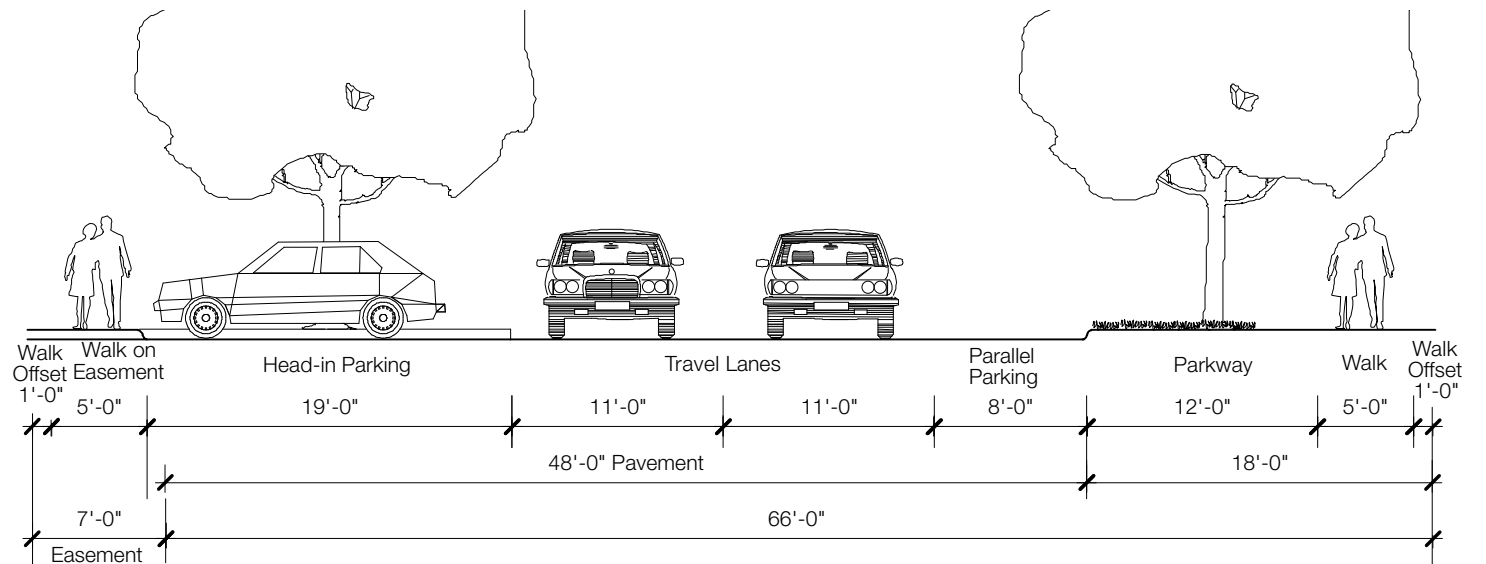 Walk
Offset
Walk on
Easement
Head-in Parking
Travel Lanes
Parallel
Parking
Parkway
Walk
Walk
Offset
1'-0"
5'-0"
19'-0"
11'-0"
11'-0"
8'-0"
12'-0"
5'-0"
1'-0"
48'-0" Pavement
18'-0"
7'-0"
66'-0"
Easement